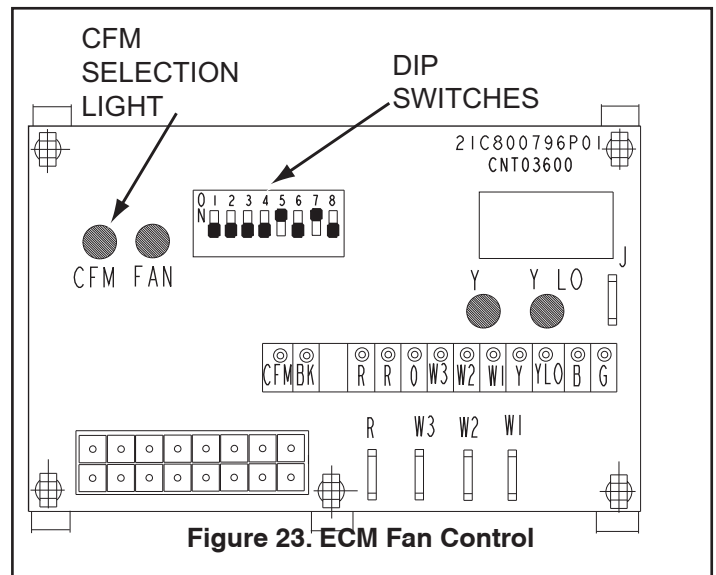 CFM
SELECTION
LIGHT
DIP
SWITCHES
21C800796P01
CNT03600
ON 1 2 3 4 5 6 7 8
CFM FAN
Y Y LO
J
CFM BK R R O W3 W2 W1 Y YLO B G
R W3 W2 W1
Figure 23. ECM Fan Control